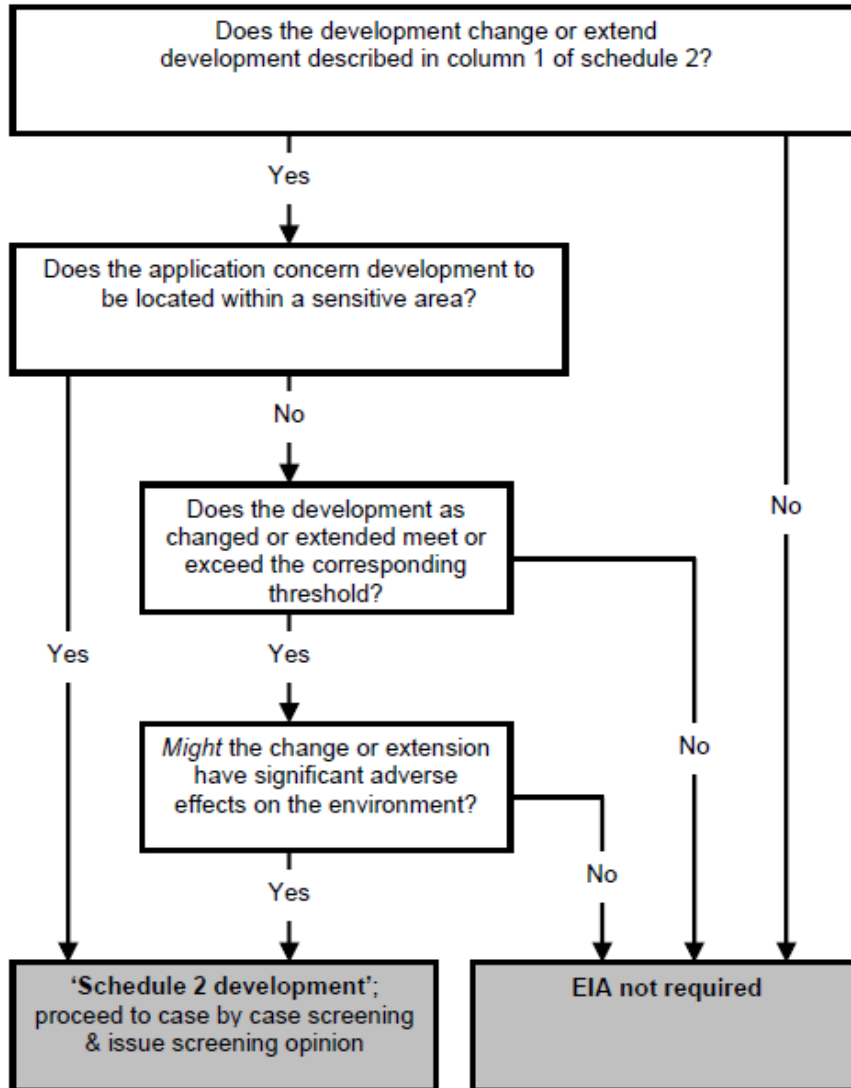 Does the development change or extend
development described in column 1 of schedule 2?
Yes
Does the application concern development to
be located within a sensitive area?
No
Does the development as
changed or extended meet or
exceed the corresponding
threshold?
No
Yes
Yes
Might the change or extension
have significant adverse
effects on the environment?
No
Yes
No
‘Schedule 2 development’;
proceed to case by case screening
& issue screening opinion
EIA not required